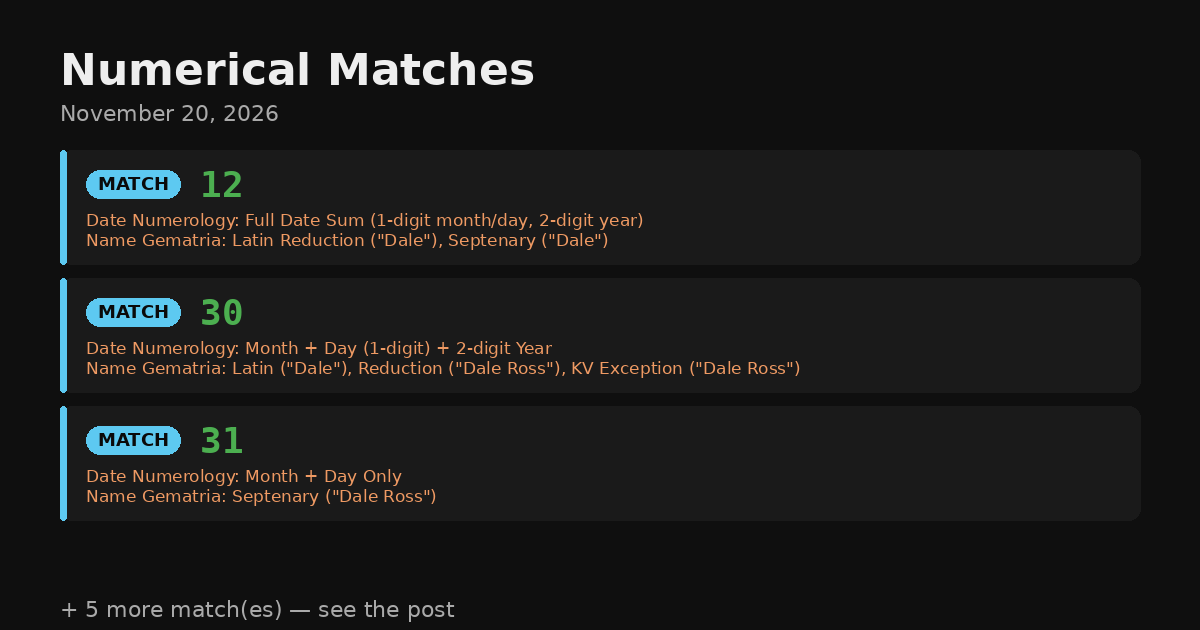 Numerical Matches
November 20, 2026
MATCH 12
Date Numerology: Full Date Sum (1-digit month/day, 2-digit year)
Name Gematria: Latin Reduction ("Dale"), Septenary ("Dale")
MATCH 30
Date Numerology: Month + Day (1-digit) + 2-digit Year
Name Gematria: Latin ("Dale"), Reduction ("Dale Ross"), KV Exception ("Dale Ross")
MATCH 31
Date Numerology: Month + Day Only
Name Gematria: Septenary ("Dale Ross")
+ 5 more match(es) — see the post